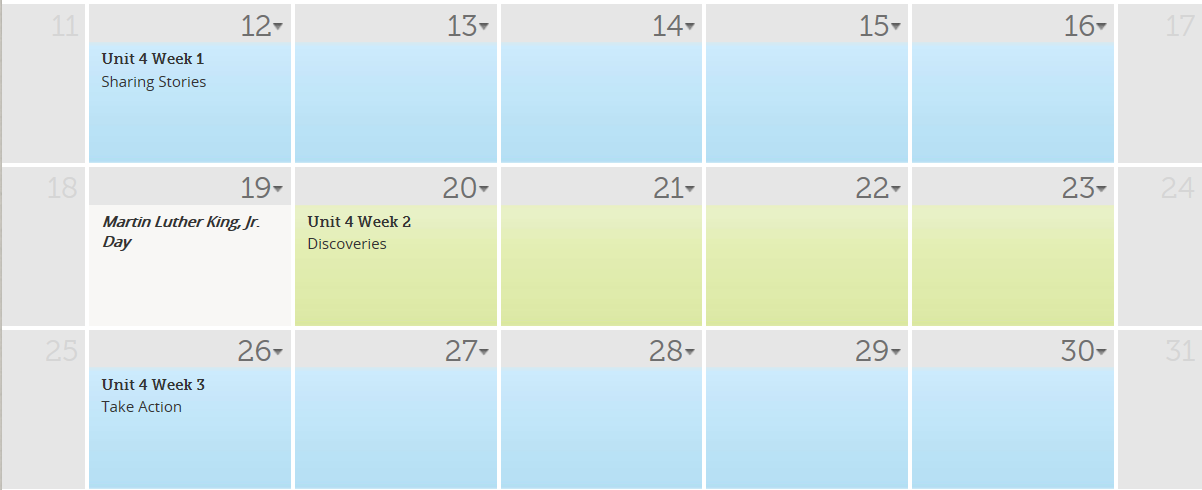 11 12 13 14 15 16 17
Unit 4 Week 1
Sharing Stories
18 19 20 21 22 23 24
Martin Luther King, Jr. Unit 4 Week 2
Day Discoveries
25 26 27 28 29 30 31
Unit 4 Week 3
Take Action